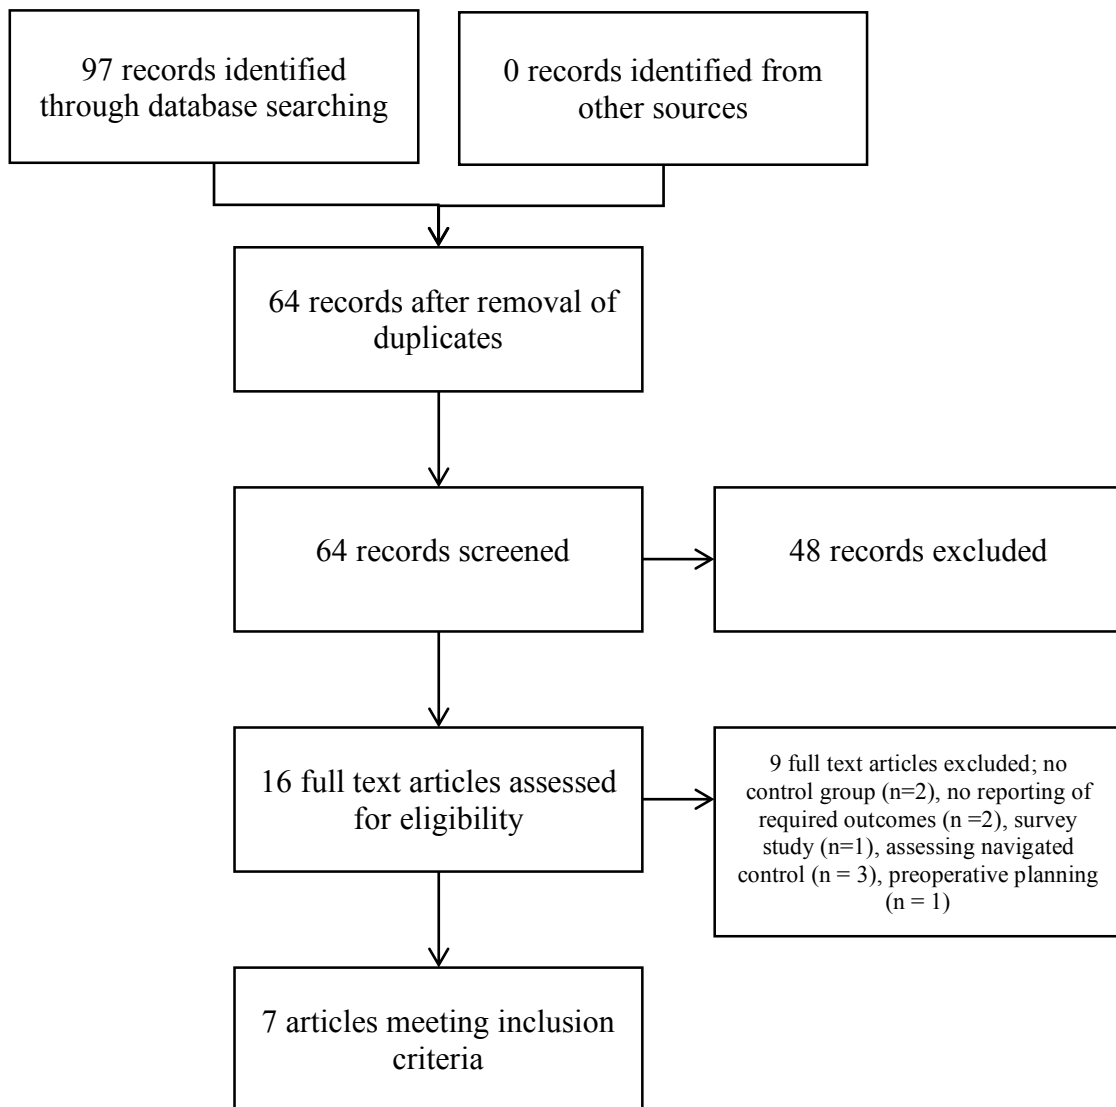 97 records identified
through database searching
0 records identified from
other sources
64 records after removal of
duplicates
64 records screened
48 records excluded
16 full text articles assessed
for eligibility
9 full text articles excluded; no
control group (n=2), no reporting of
required outcomes (n =2), survey
study (n=1), assessing navigated
control (n = 3), preoperative planning
(n = 1)
7 articles meeting inclusion
criteria